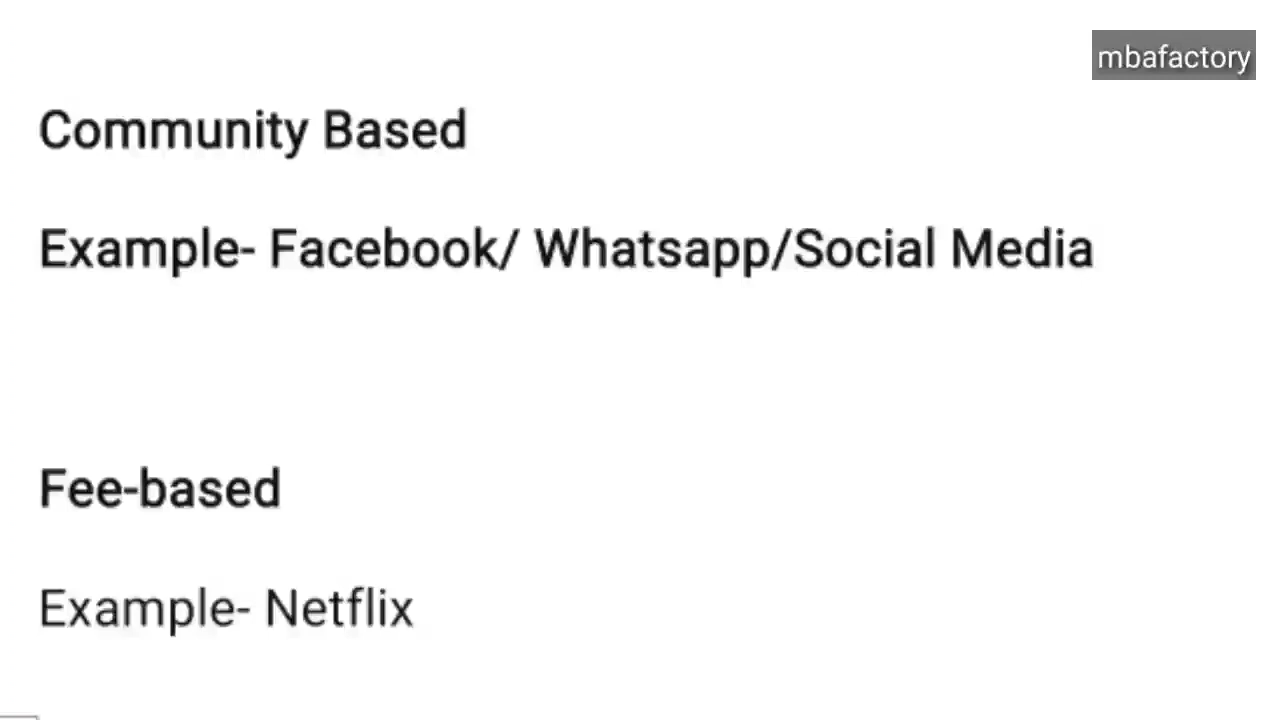 mbafactory
Community Based
Example- Facebook/ Whatsapp/Social Media
Fee-based
Example- Netflix